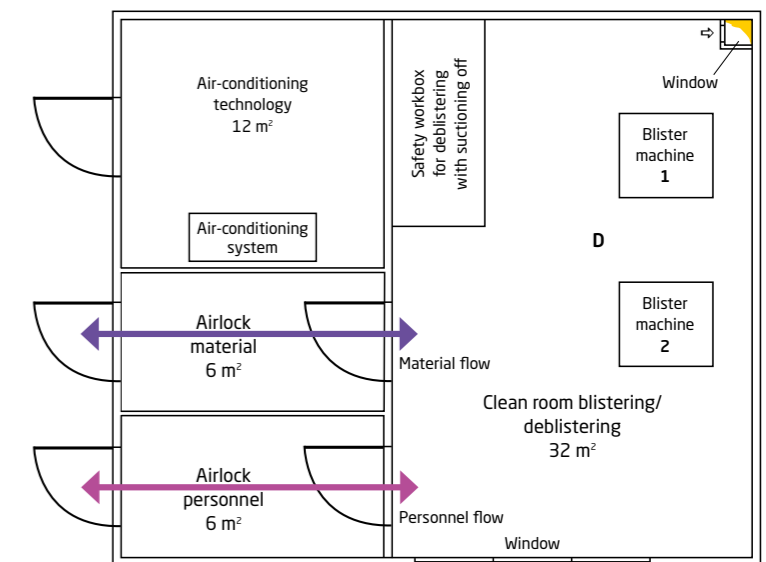 Air-conditioning
technology
12 m²
Air-conditioning
system
Safety workbox
for deblistering
with suctioning off
Window
Blister
machine
1
D
Blister
machine
2
Airlock
material
6 m²
Material flow
Clean room blistering/
deblistering
32 m²
Airlock
personnel
6 m²
Personnel flow
Window